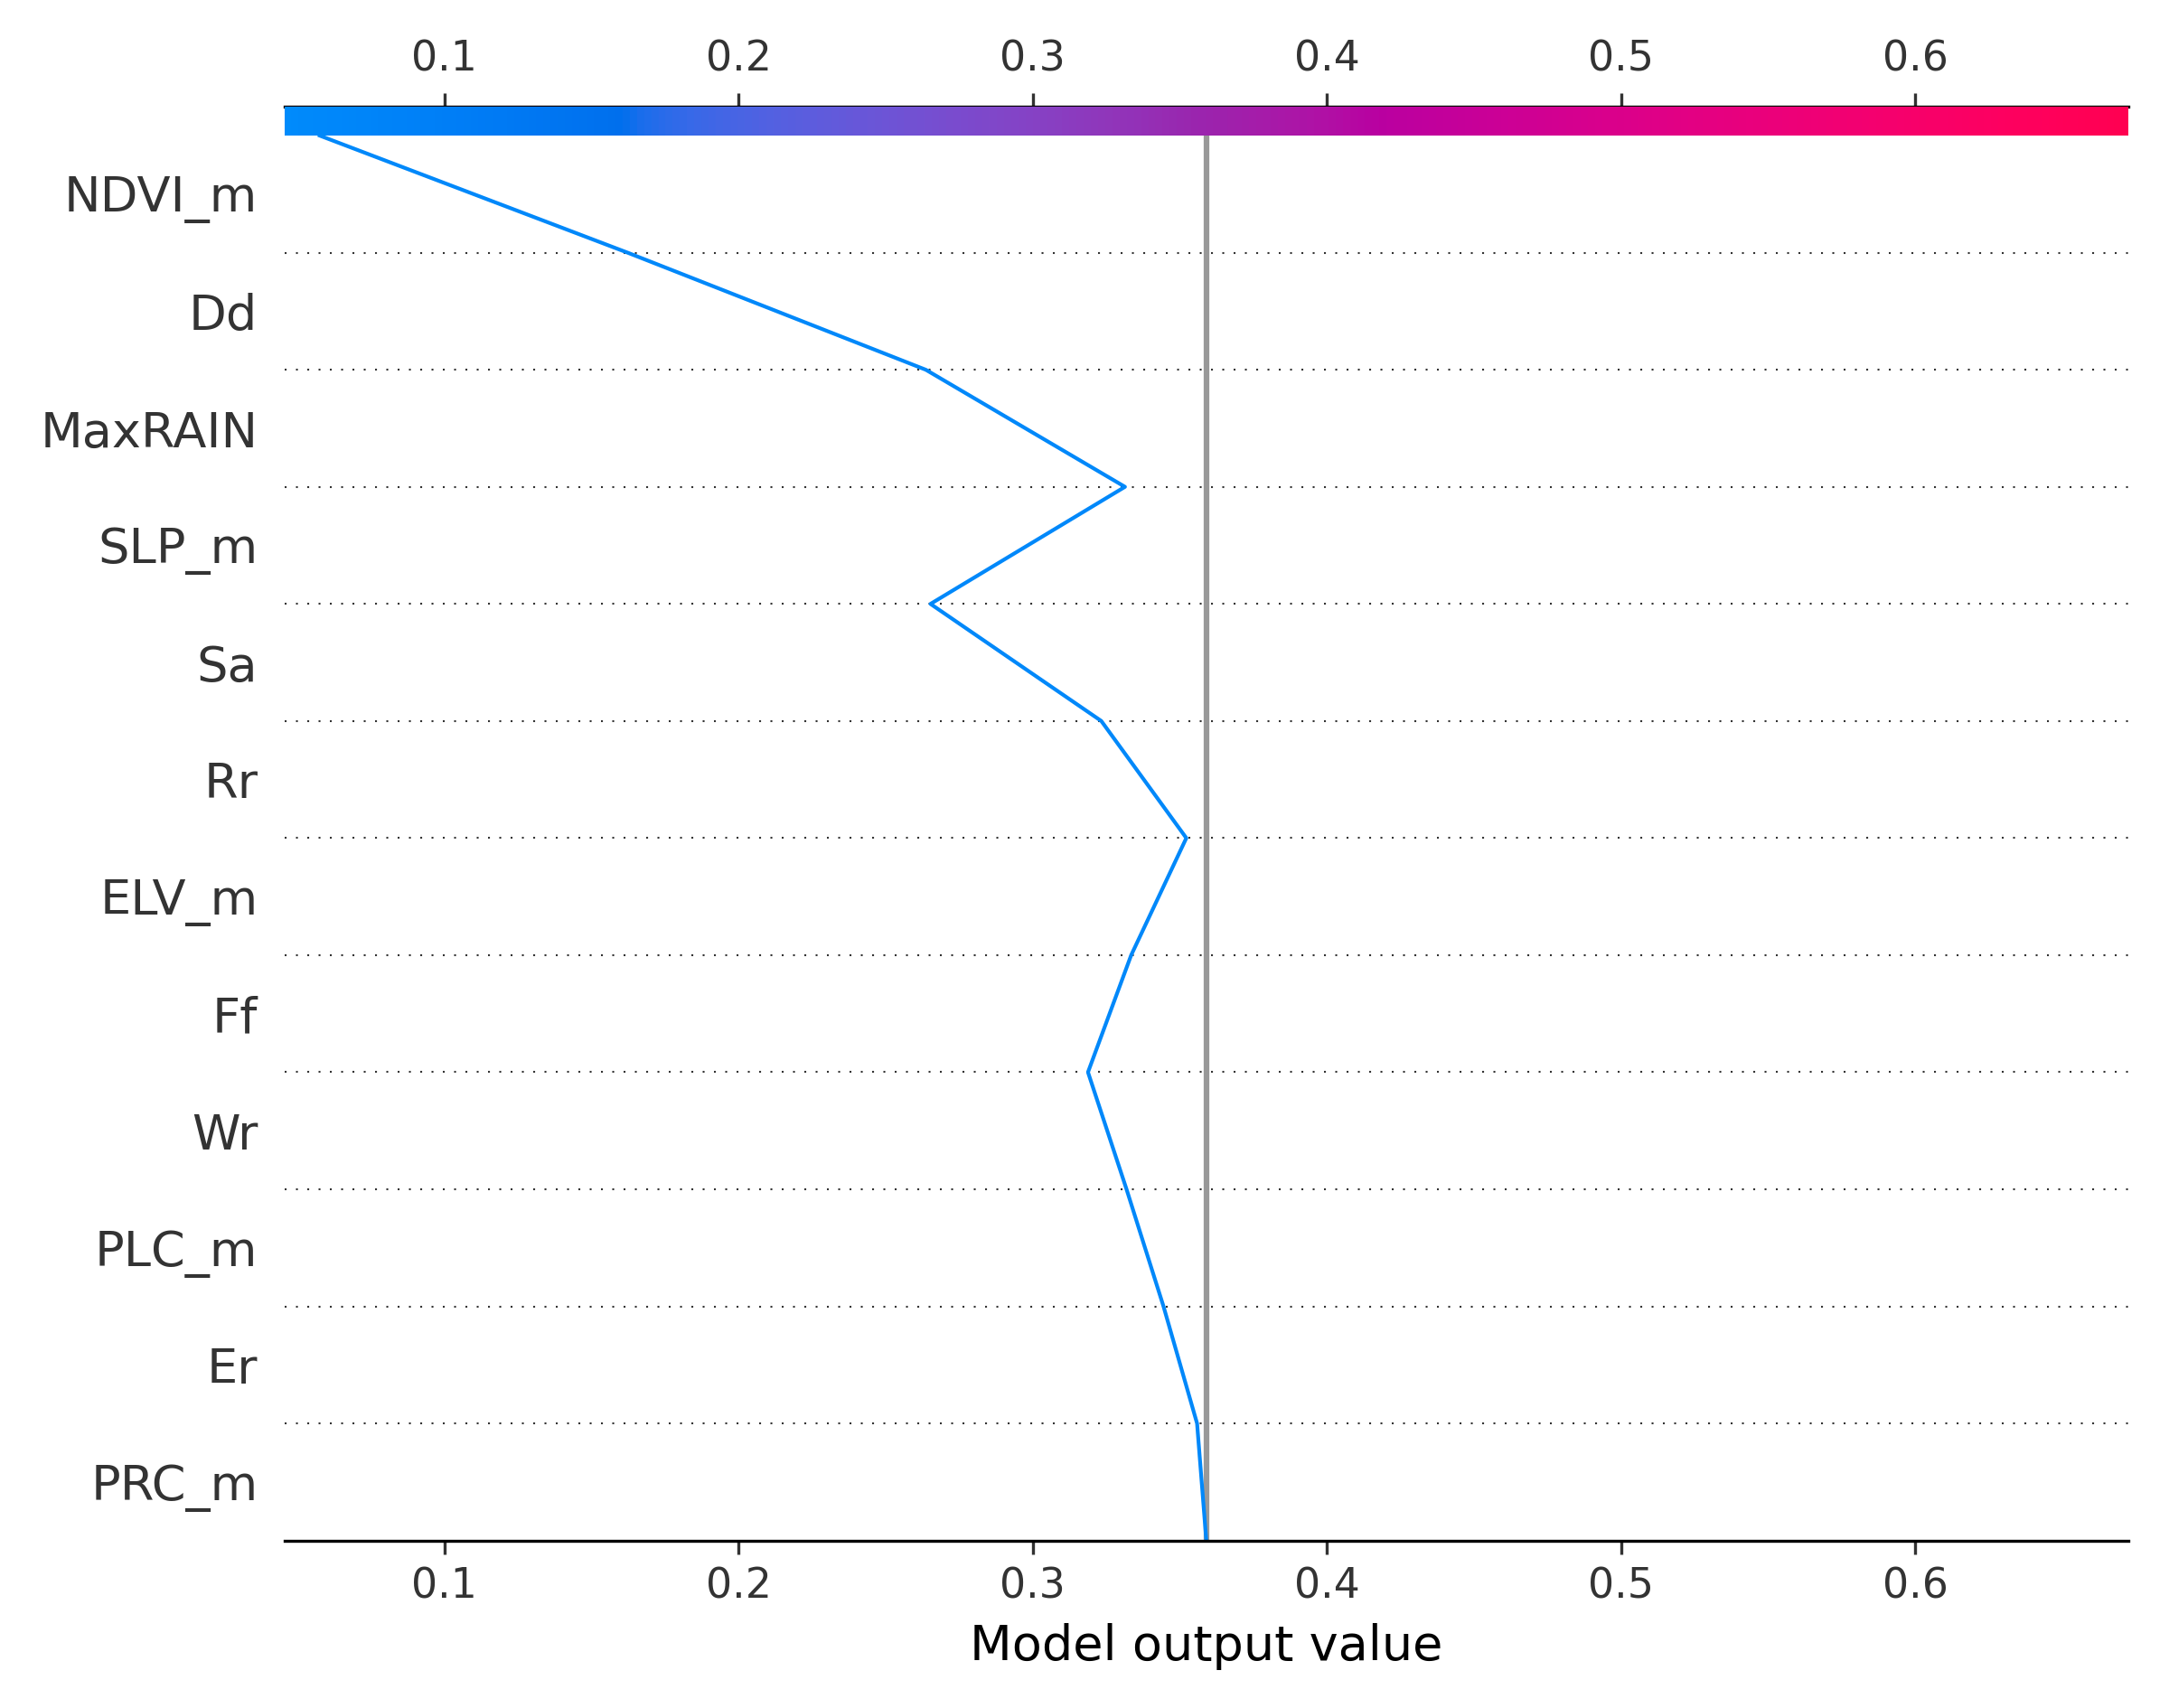 0.1 0.2 0.3 0.4 0.5 0.6
NDVI_m
Dd
MaxRAIN
SLP_m
Sa
Rr
ELV_m
Ff
Wr
PLC_m
Er
PRC_m
0.1 0.2 0.3 0.4 0.5 0.6
Model output value